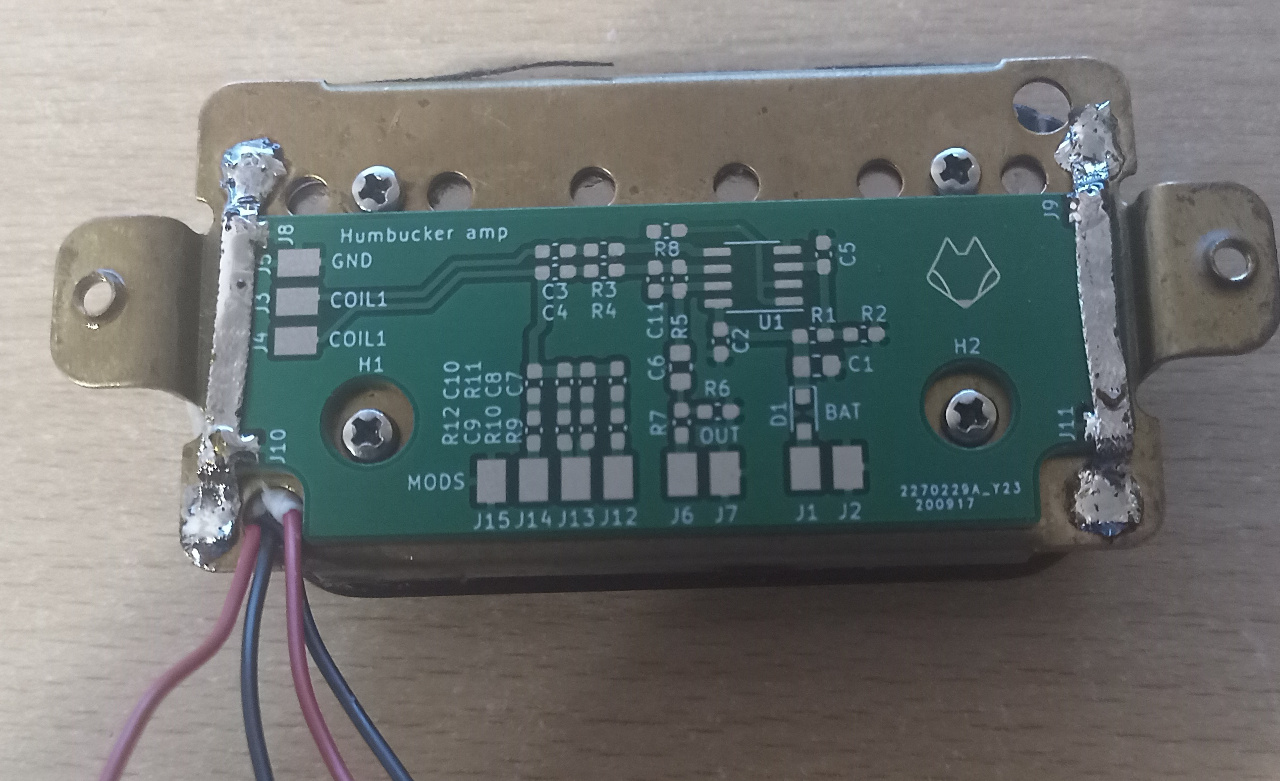 J8
Humbucker amp
J9
J5
GND
R8
C5
J3
COIL1
C3
R3
C4
R4
C11
R5
U1
R1
R2
J4
COIL1
C2
H1
H2
C6
C1
R12
C10
C9
R11
R10
C8
R9
C7
R6
R7
OUT
D1
BAT
J10
J11
MODS
2270229A_Y23
200917
J15
J14
J13
J12
J6
J7
J1
J2